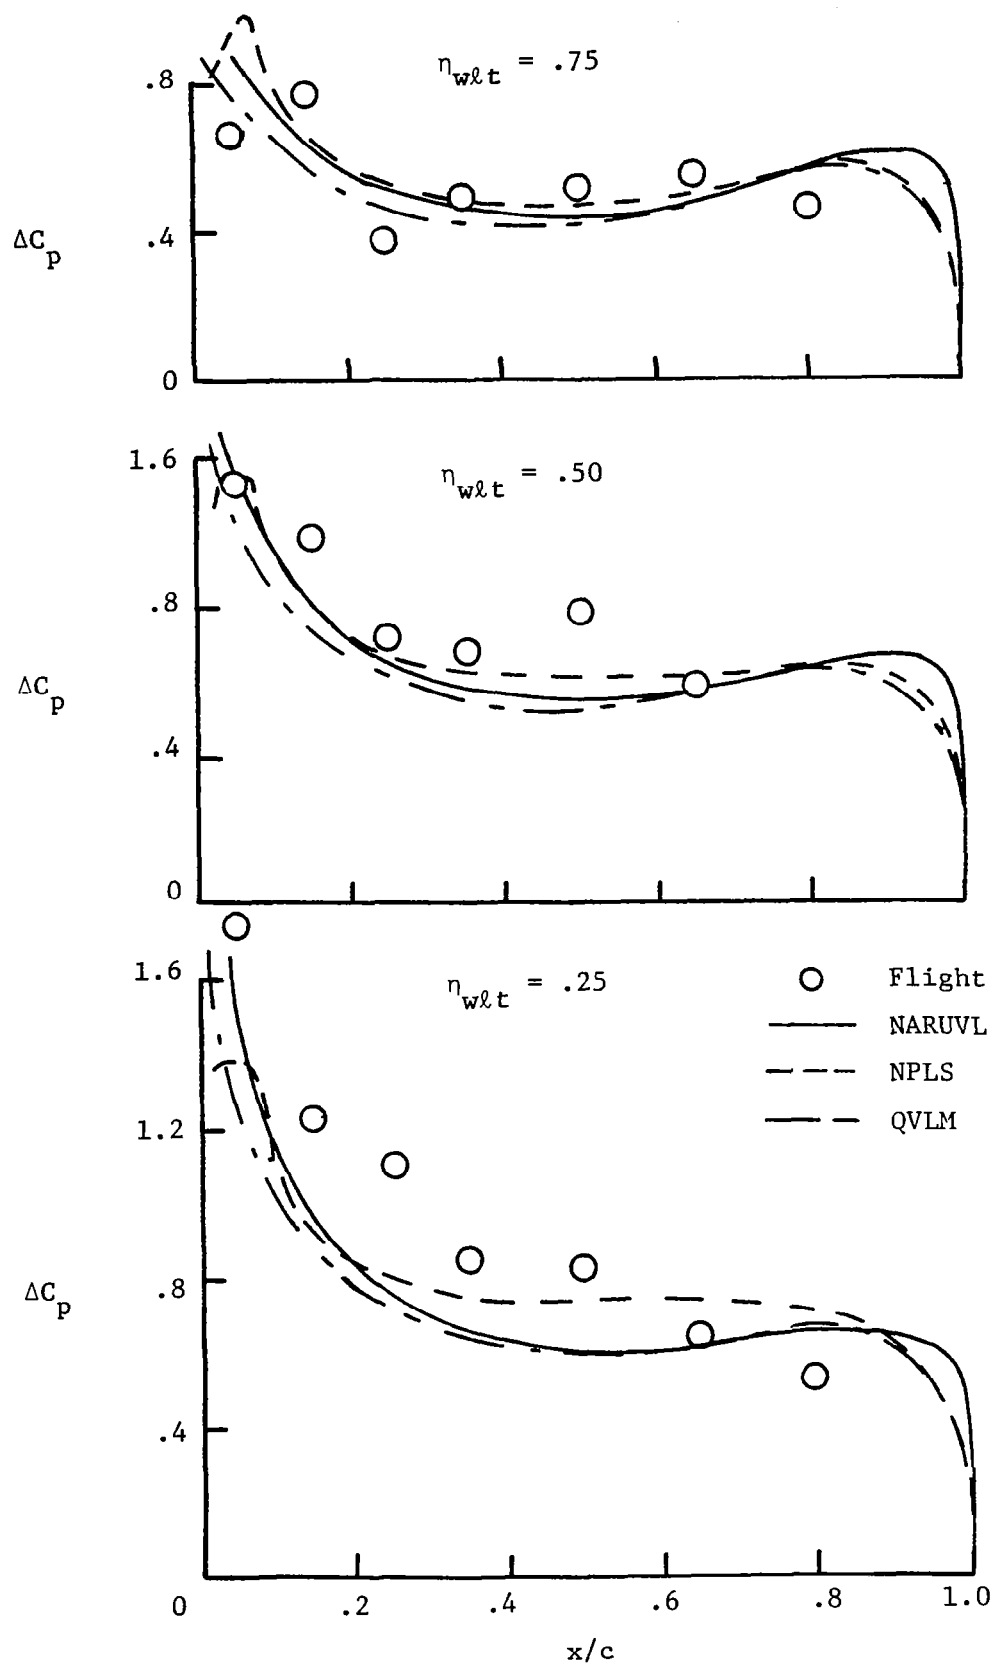 η_wℓt = .75
.8
.4
ΔC_p
0
η_wℓt = .50
1.6
.8
ΔC_p
.4
0
η_wℓt = .25
1.6
Flight
NARUVL
NPLS
QVLM
1.2
.8
ΔC_p
.4
0 .2 .4 .6 .8 1.0
x/c